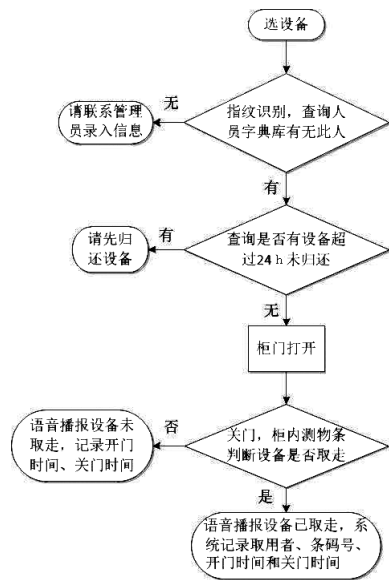 选设备
指纹识别，查询人
员字典库有无此人
无
请联系管理
员录入信息
有
查询是否有设备超
过24 h 未归还
有
请先归
还设备
无
柜门打开
关门，柜内测物条
判断设备是否取走
否
语音播报设备未
取走，记录开门
时间、关门时间
是
语音播报设备已取走，系
统记录取用者、条码号、
开门时间和关门时间